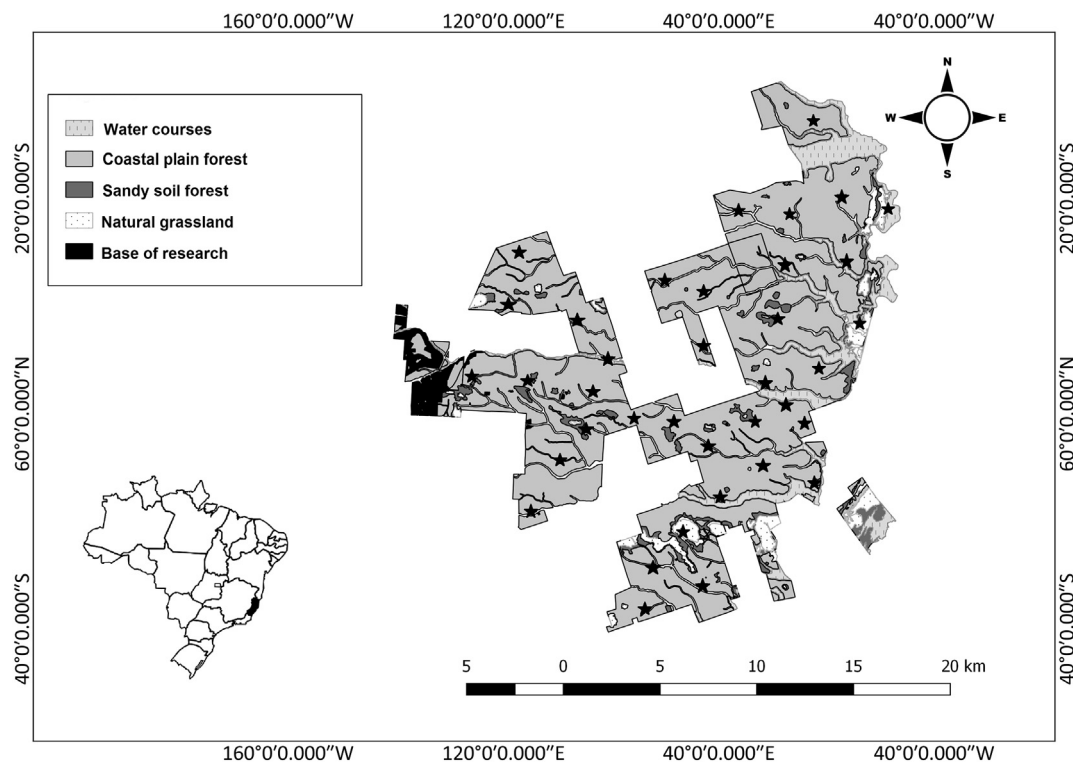 160°0′0.000″W 120°0′0.000″E 40°0′0.000″E 40°0′0.000″W
N
W E
S
Water courses
Coastal plain forest
Sandy soil forest
Natural grassland
Base of research
20°0′0.000″S
20°0′0.000″S
60°0′0.000″N
60°0′0.000″N
40°0′0.000″S
40°0′0.000″S
5 0 5 10 15 20 km
160°0′0.000″W 120°0′0.000″E 40°0′0.000″E 40°0′0.000″W